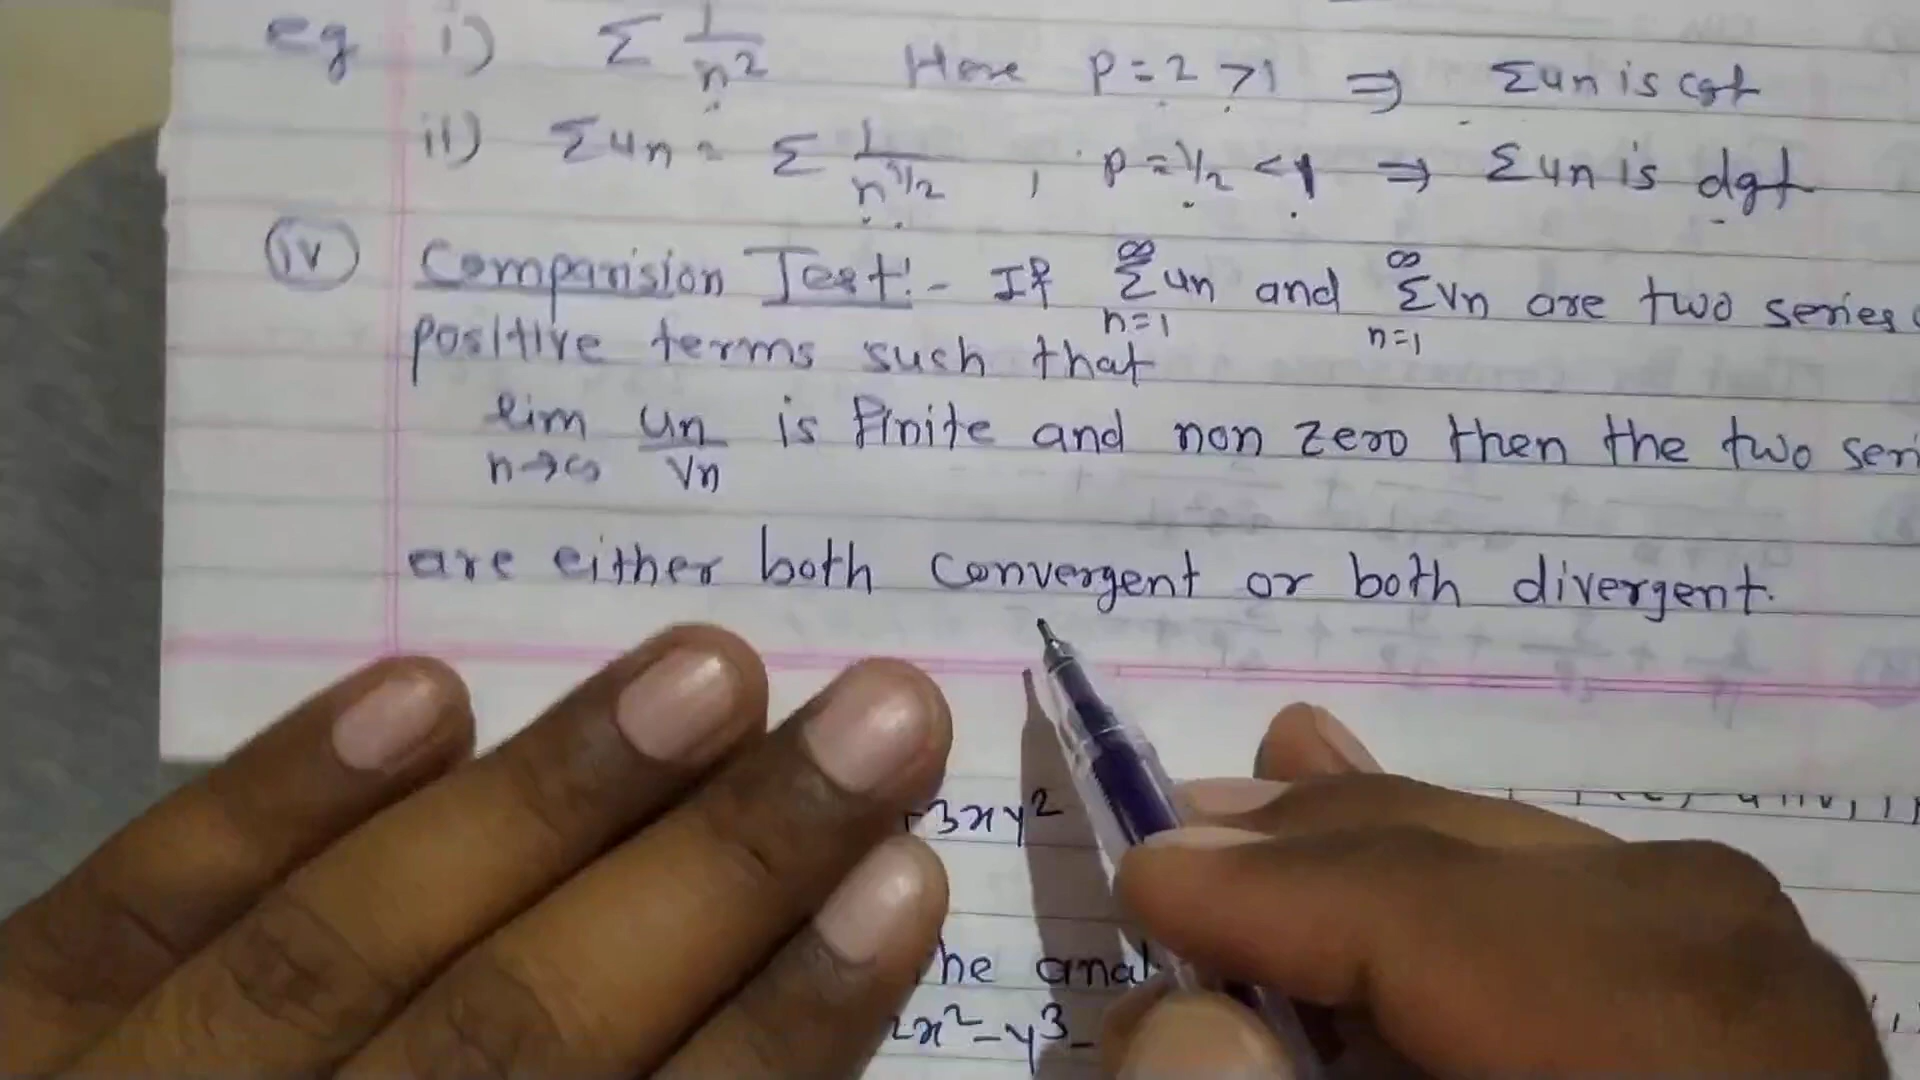 eg i) Σ 1/n² Here p=2>1 ⇒ Σun is cgt
ii) Σun = Σ 1/n^1/2 , p=1/2 <1 ⇒ Σun is dgt
(iv) Comparision Test:- If ∞Σn=1 un and ∞Σn=1 vn are two series
positive terms such that
lim n→∞ un/vn is finite and non zero then the two seri
are either both convergent or both divergent.
-3xy²
he anal
2x²-y³-